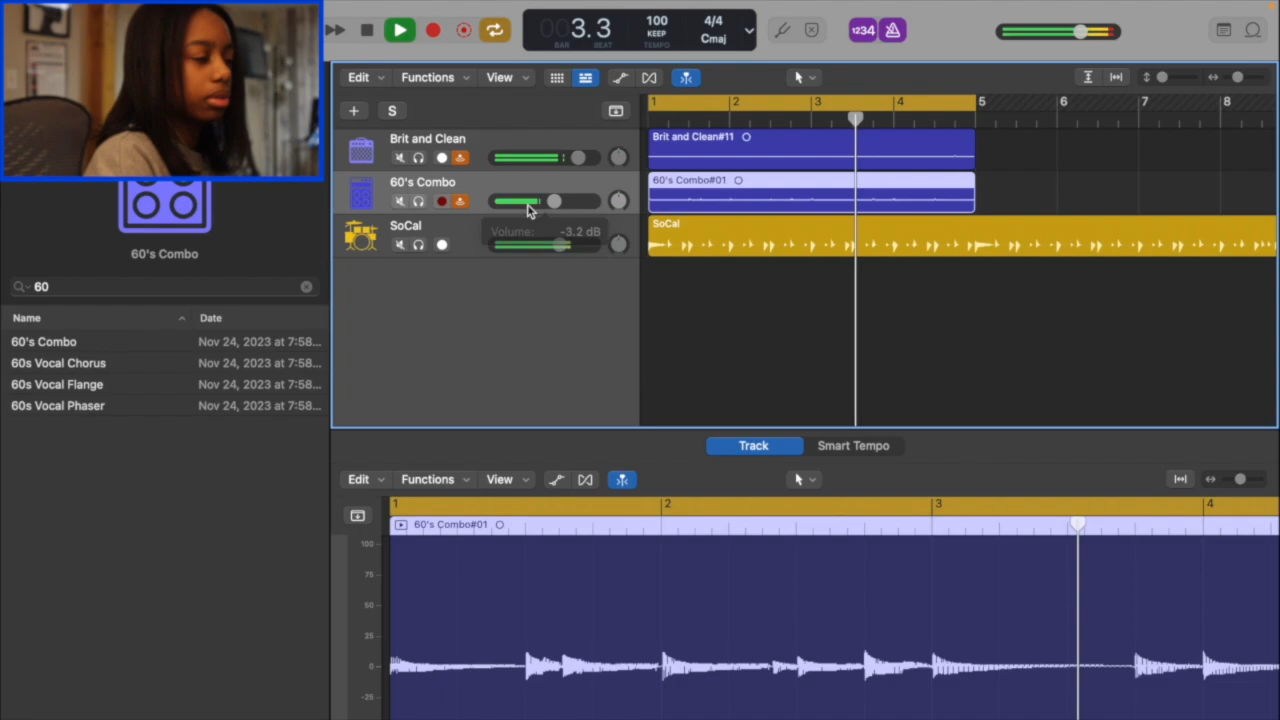 003.3
BAR BEAT
100
KEEP
TEMPO
4/4
Cmaj
1234
Edit Functions View
S
1 2 3 4 5 6 7 8
Brit and Clean
Brit and Clean#11
60's Combo
60's Combo#01
Volume: -3.2 dB
SoCal
SoCal
60's Combo
60
Name Date
60's Combo Nov 24, 2023 at 7:58...
60s Vocal Chorus Nov 24, 2023 at 7:58...
60s Vocal Flange Nov 24, 2023 at 7:58...
60s Vocal Phaser Nov 24, 2023 at 7:58...
Track Smart Tempo
Edit Functions View
1 2 3 4
60's Combo#01
100
75
50
25
0
-25